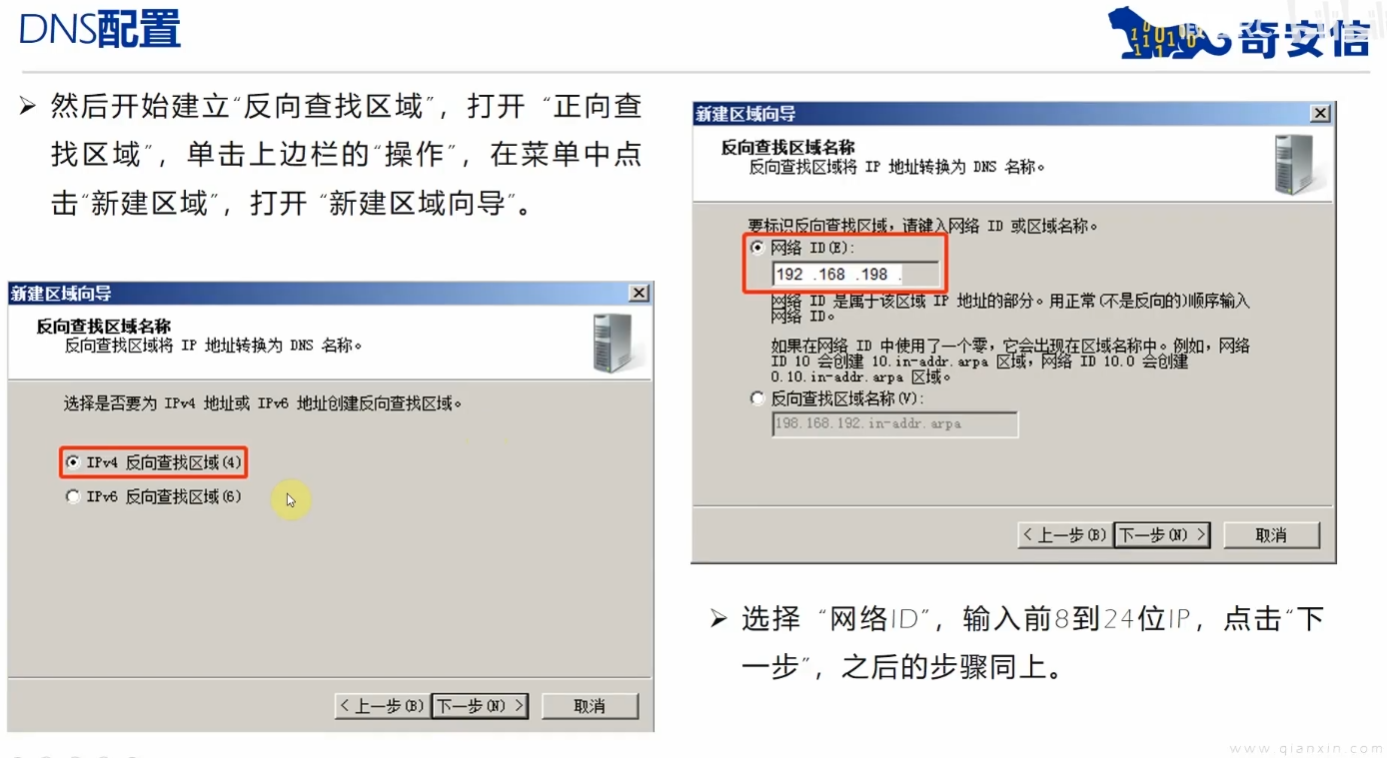 DNS配置
奇安信
➢ 然后开始建立“反向查找区域”，打开 “正向查
找区域”，单击上边栏的“操作”，在菜单中点
击“新建区域”，打开 “新建区域向导”。
新建区域向导
反向查找区域名称
反向查找区域将 IP 地址转换为 DNS 名称。
选择是否要为 IPv4 地址或 IPv6 地址创建反向查找区域。
IPv4 反向查找区域(4)
IPv6 反向查找区域(6)
< 上一步(B) 下一步(N) > 取消
新建区域向导
反向查找区域名称
反向查找区域将 IP 地址转换为 DNS 名称。
要标识反向查找区域，请键入网络 ID 或区域名称。
网络 ID(E):
192 .168 .198 .
网络 ID 是属于该区域 IP 地址的部分。用正常(不是反向的)顺序输入
网络 ID。
如果在网络 ID 中使用了一个零，它会出现在区域名称中。例如，网络
ID 10 会创建 10.in-addr.arpa 区域，网络 ID 10.0 会创建
0.10.in-addr.arpa 区域。
反向查找区域名称(V):
198.168.192.in-addr.arpa
< 上一步(B) 下一步(N) > 取消
➢ 选择 “网络ID”，输入前8到24位IP，点击“下
一步”，之后的步骤同上。
www.qianxin.com